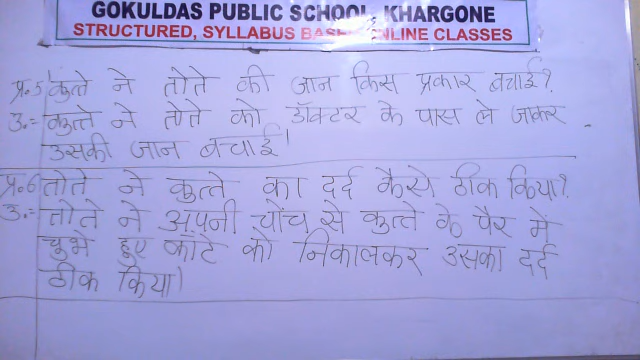 GOKULDAS PUBLIC SCHOOL, KHARGONE
STRUCTURED, SYLLABUS BASED ONLINE CLASSES
प्र.5 कुत्ते ने तोते की जान किस प्रकार बचाई?
उ.= कुत्ते ने तोते को डॉक्टर के पास ले जाकर
उसकी जान बचाई।
प्र.6 तोते ने कुत्ते का दर्द कैसे ठीक किया?
उ.= तोते ने अपनी चोंच से कुत्ते के पैर में
चुभे हुए कांटे को निकालकर उसका दर्द
ठीक किया।